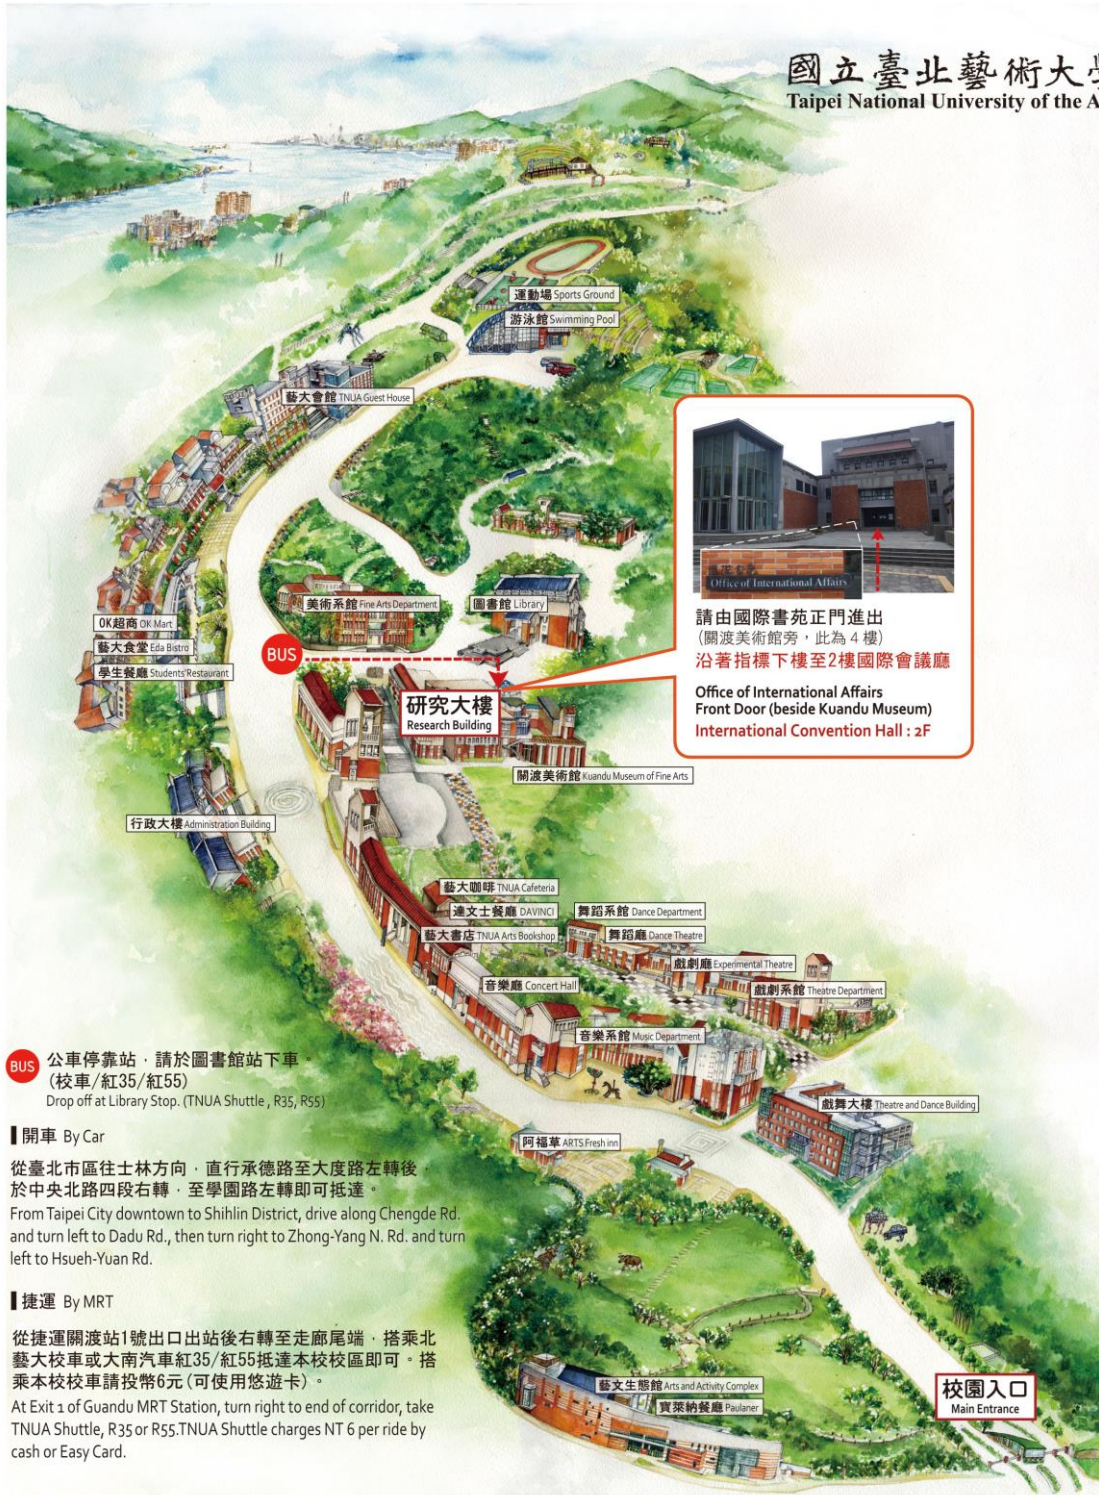 國立臺北藝術大學
Taipei National University of the A
運動場 Sports Ground
游泳館 Swimming Pool
藝大會館 TNUA Guest House
Office of International Affairs
請由國際書苑正門進出
(關渡美術館旁，此為4樓)
沿著指標下樓至2樓國際會議廳
Office of International Affairs
Front Door (beside Kuandu Museum)
International Convention Hall : 2F
美術系館 Fine Arts Department
圖書館 Library
OK超商 OK Mart
藝大食堂 Eda Bistro
學生餐廳 Students' Restaurant
BUS
研究大樓
Research Building
關渡美術館 Kuandu Museum of Fine Arts
行政大樓 Administration Building
藝大咖啡 TNUA Cafeteria
達文士餐廳 DAVINCI
藝大書店 TNUA Arts Bookshop
舞蹈系館 Dance Department
舞蹈廳 Dance Theatre
戲劇廳 Experimental Theatre
戲劇系館 Theatre Department
音樂廳 Concert Hall
音樂系館 Music Department
戲舞大樓 Theatre and Dance Building
阿福草 ARTS Fresh inn
BUS 公車停靠站，請於圖書館站下車。
(校車/紅35/紅55)
Drop off at Library Stop. (TNUA Shuttle , R35, R55)
開車 By Car
從臺北市區往士林方向，直行承德路至大度路左轉後，
於中央北路四段右轉，至學園路左轉即可抵達。
From Taipei City downtown to Shihlin District, drive along Chengde Rd.
and turn left to Dadu Rd., then turn right to Zhong-Yang N. Rd. and turn
left to Hsueh-Yuan Rd.
捷運 By MRT
從捷運關渡站1號出口出站後右轉至走廊尾端，搭乘北
藝大校車或大南汽車紅35/紅55抵達本校校區即可。搭
乘本校校車請投幣6元(可使用悠遊卡)。
At Exit 1 of Guandu MRT Station, turn right to end of corridor, take
TNUA Shuttle, R35 or R55.TNUA Shuttle charges NT 6 per ride by
cash or Easy Card.
藝文生態館 Arts and Activity Complex
寶萊納餐廳 Paulaner
校園入口
Main Entrance